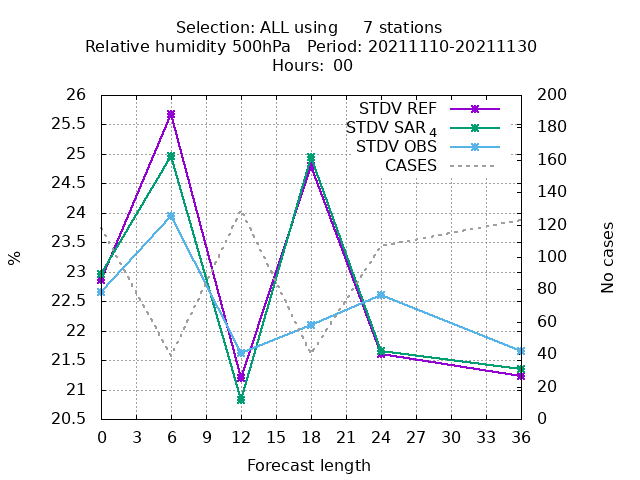 Selection: ALL using     7 stations
Relative humidity 500hPa   Period: 20211110-20211130
Hours:  00
STDV REF
STDV SAR 4
STDV OBS
CASES
26
25.5
25
24.5
24
23.5
23
22.5
22
21.5
21
20.5
200
180
160
140
120
100
80
60
40
20
0
%
No cases
0 3 6 9 12 15 18 21 24 27 30 33 36
Forecast length